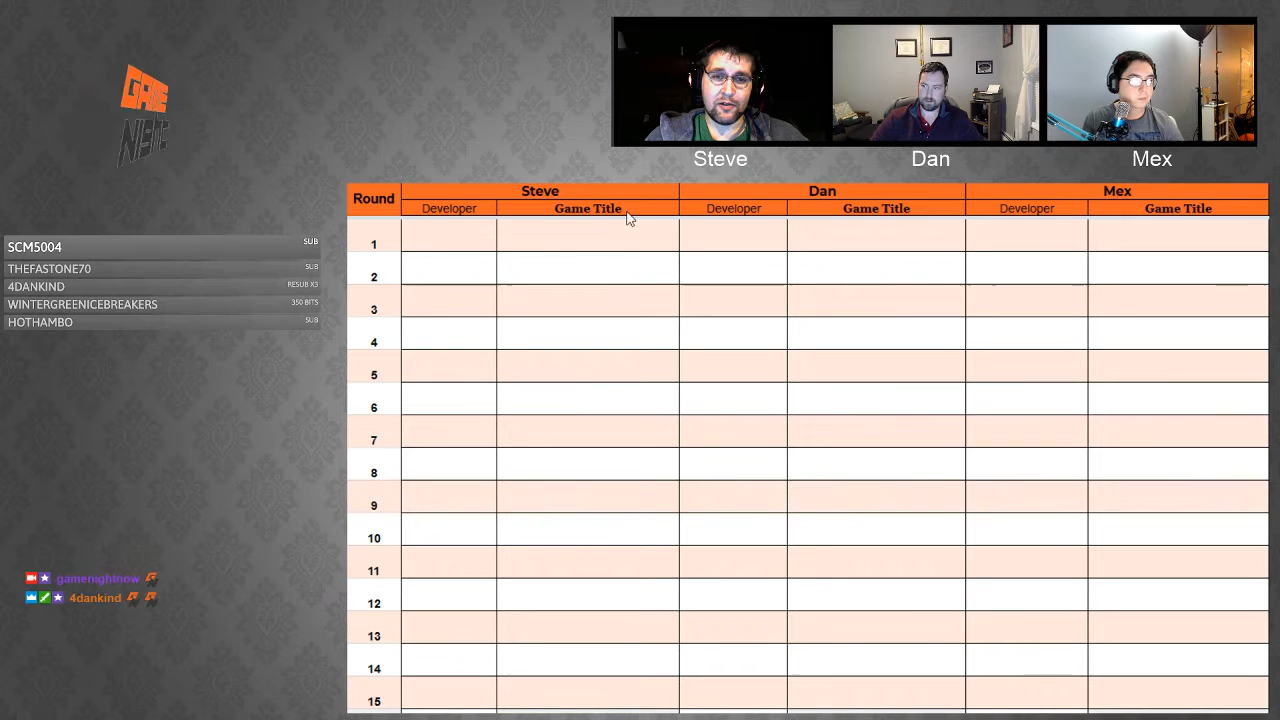 GAME
NIGHT
Steve Dan Mex
Round Steve Dan Mex
Developer Game Title Developer Game Title Developer Game Title
1
2
3
4
5
6
7
8
9
10
11
12
13
14
15
SCM5004 SUB
THEFASTONE70 SUB
4DANKIND RESUB X3
WINTERGREENICEBREAKERS 350 BITS
HOTHAMBO SUB
gamenightnow
4dankind